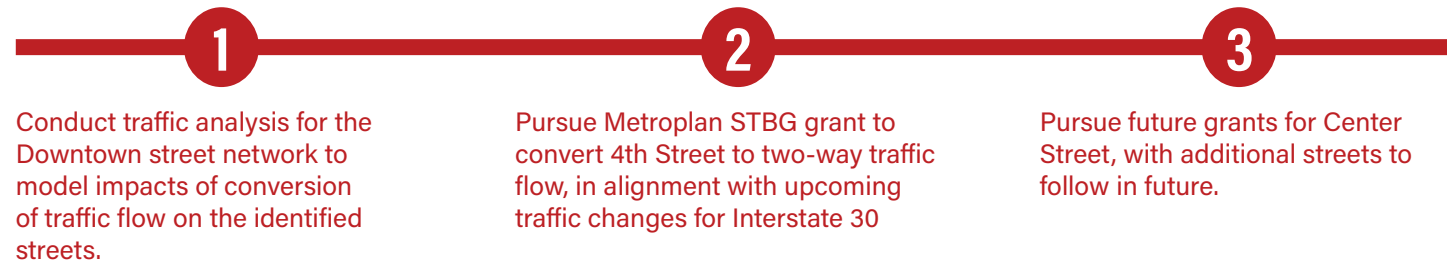 1
Conduct traffic analysis for the
Downtown street network to
model impacts of conversion
of traffic flow on the identified
streets.
2
Pursue Metroplan STBG grant to
convert 4th Street to two-way traffic
flow, in alignment with upcoming
traffic changes for Interstate 30
3
Pursue future grants for Center
Street, with additional streets to
follow in future.